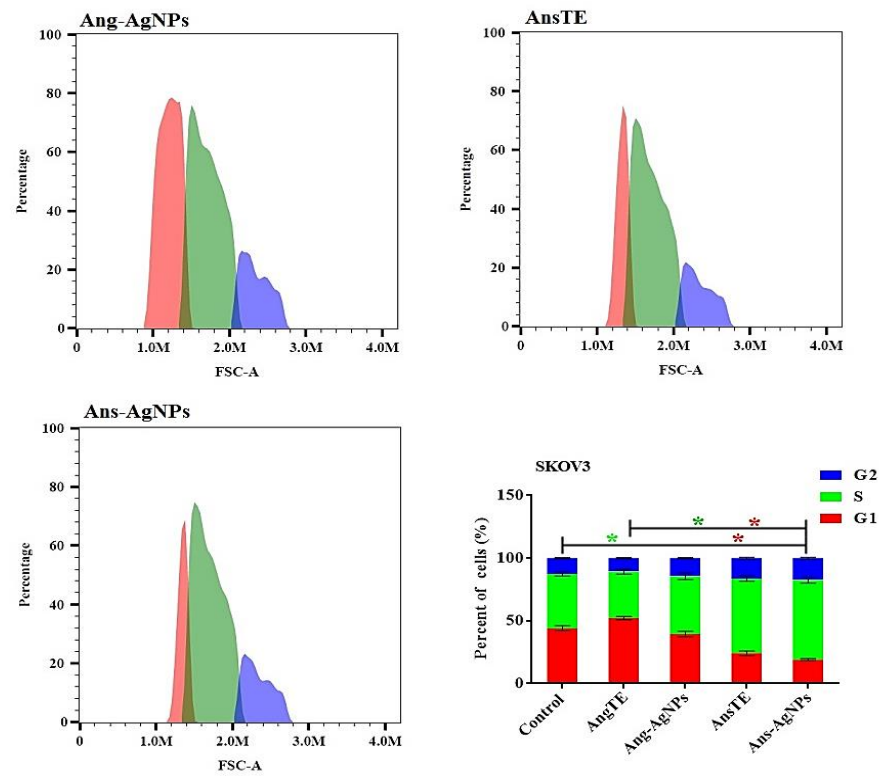 Ang-AgNPs
100
80
60
40
20
0
Percentage
0 1.0M 2.0M 3.0M 4.0M
FSC-A
AnsTE
100
80
60
40
20
0
Percentage
0 1.0M 2.0M 3.0M 4.0M
FSC-A
Ans-AgNPs
100
80
60
40
20
0
Percentage
0 1.0M 2.0M 3.0M 4.0M
FSC-A
SKOV3
G2
S
G1
150
100
50
0
Percent of cells (%)
* *
* *
Control AngTE Ang-AgNPs AnsTE Ans-AgNPs